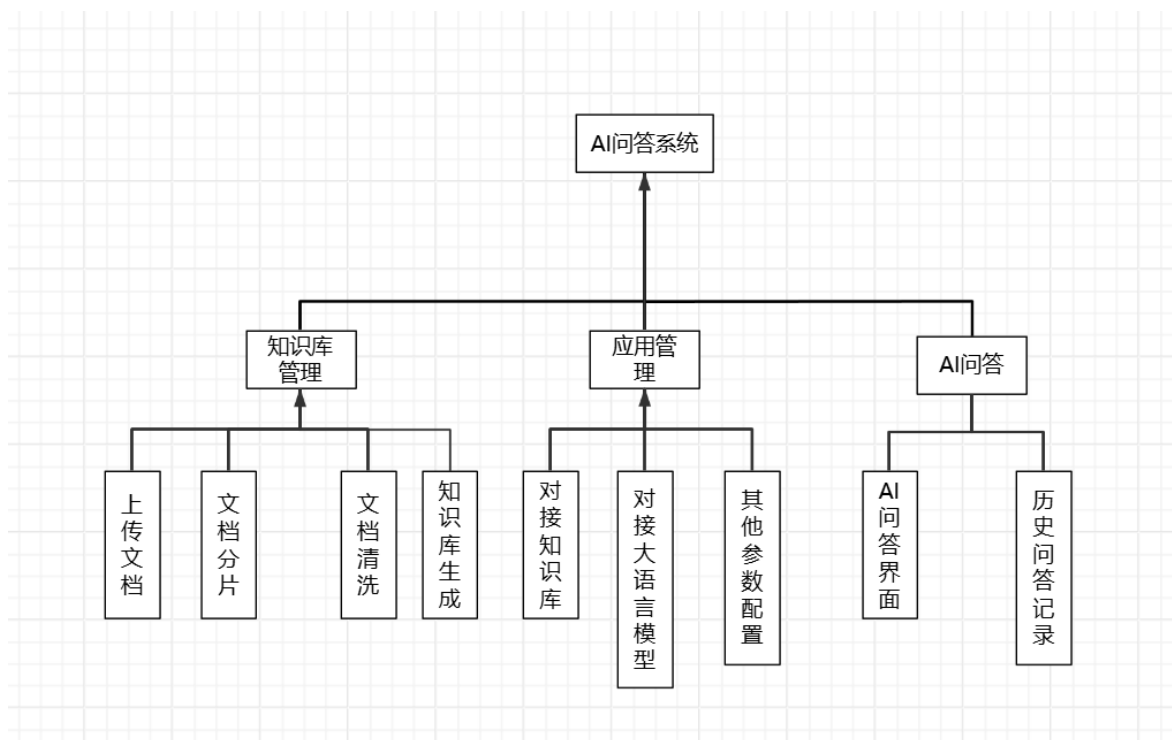 AI问答系统
知识库
管理
应用管
理
AI问答
上传文档
文档分片
文档清洗
知识库生成
对接知识库
对接大语言模型
其他参数配置
AI问答界面
历史问答记录